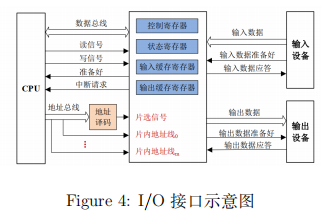 CPU
数据总线
读信号
写信号
准备好
中断请求
地址总线
地址
译码
控制寄存器
状态寄存器
输入缓存寄存器
输出缓存寄存器
片选信号
片内地址线0
片内地址线m
输入数据
输入数据准备好
输入数据应答
输入
设备
输出数据
输出数据准备好
输出数据应答
输出
设备
Figure 4: I/O 接口示意图